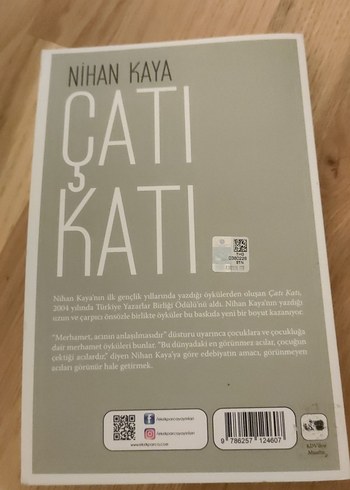 NİHAN KAYA
ÇATI
KATI
Nihan Kaya'nın ilk gençlik yıllarında yazdığı öykülerden oluşan Çatı Katı,
2004 yılında Türkiye Yazarlar Birliği Ödülü'nü aldı. Nihan Kaya'nın yazdığı
uzun ve çarpıcı önsözle birlikte öyküler bu baskıda yeni bir boyut kazanıyor.
"Merhamet, acının anlaşılmasıdır" düsturu uyarınca çocuklara ve çocukluğa
dair merhamet öyküleri bunlar. "Bu dünyadaki en görünmez acılar, çocuğun
çektiği acılardır," diyen Nihan Kaya'ya göre edebiyatın amacı, görünmeyen
acıları görünür hale getirmek.
9 786257 124607